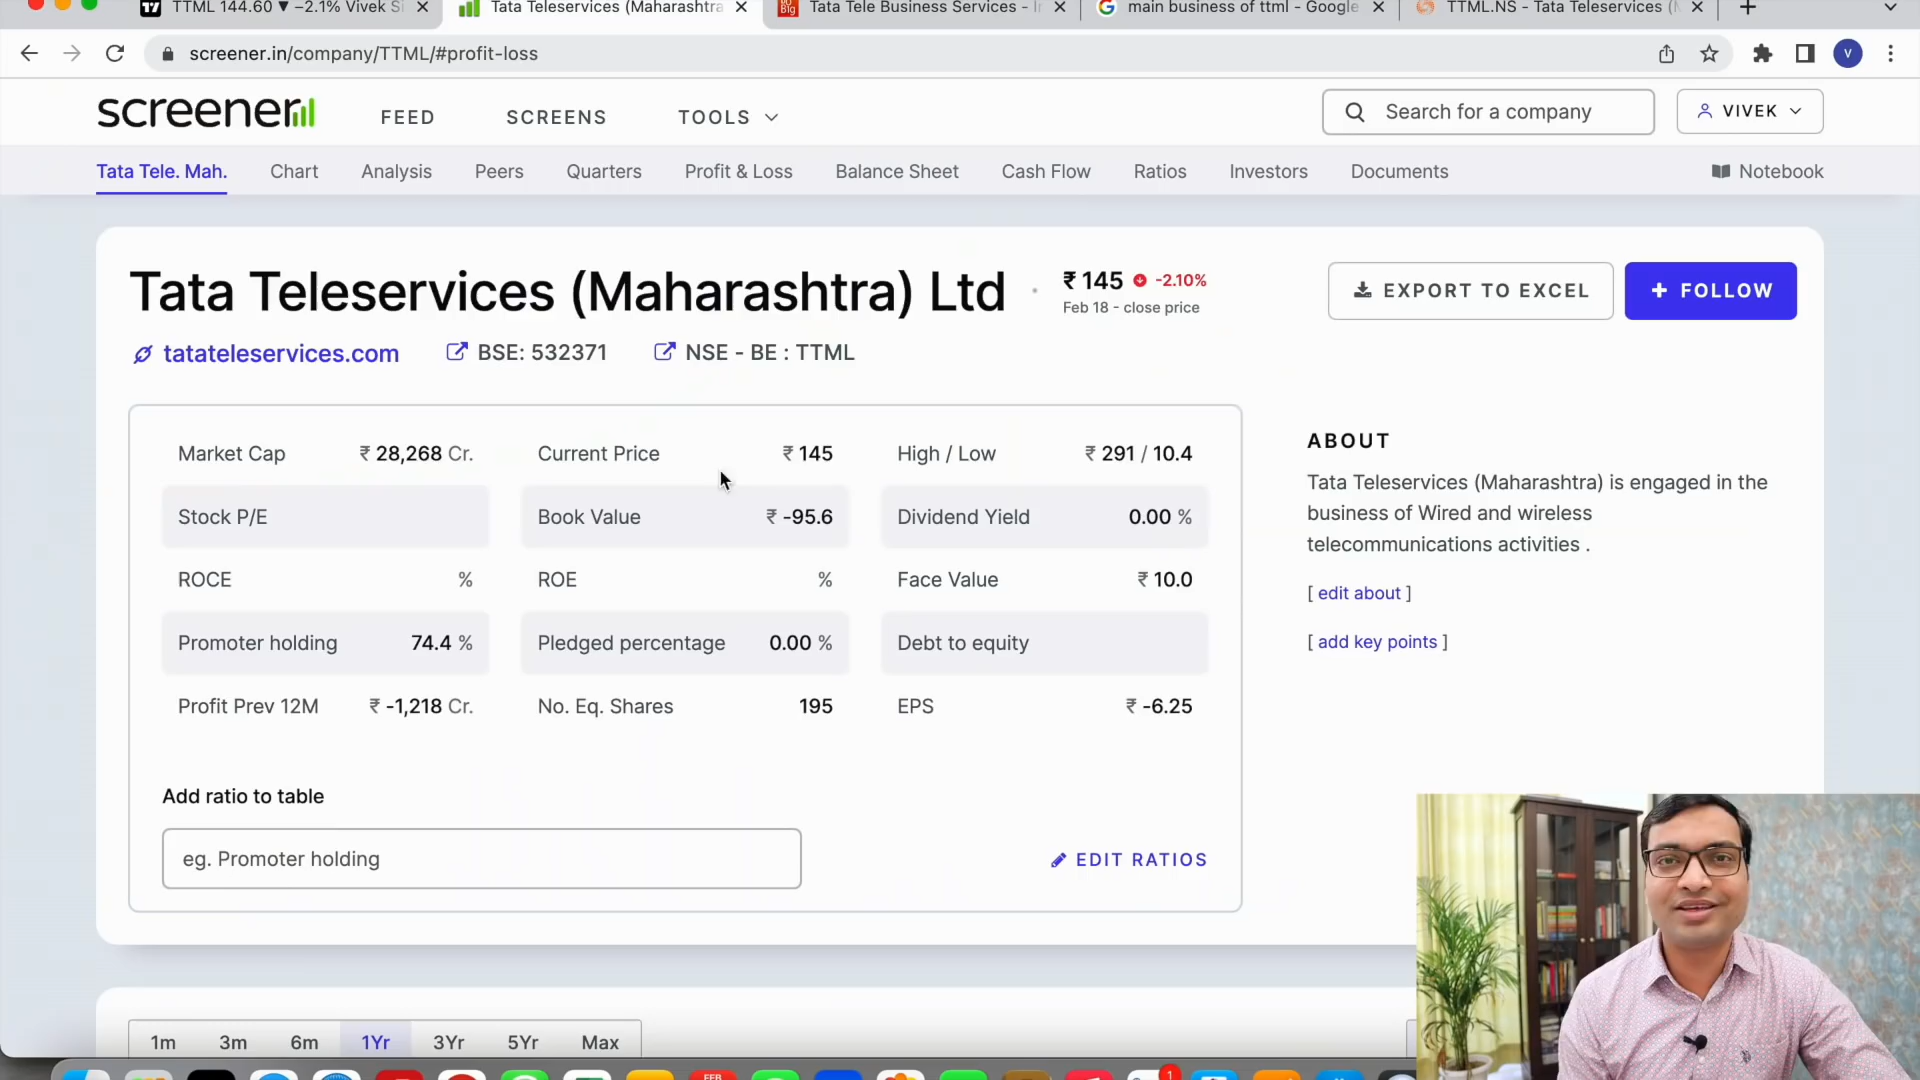 TTML 144.60 ▼ −2.1% Vivek Si
Tata Teleservices (Maharashtra
Tata Tele Business Services - I
main business of ttml - Google
TTML.NS - Tata Teleservices (
screener.in/company/TTML/#profit-loss
V
screener
FEED
SCREENS
TOOLS
Search for a company
VIVEK
Tata Tele. Mah.
Chart
Analysis
Peers
Quarters
Profit & Loss
Balance Sheet
Cash Flow
Ratios
Investors
Documents
Notebook
Tata Teleservices (Maharashtra) Ltd
₹ 145 -2.10%
Feb 18 - close price
EXPORT TO EXCEL
+ FOLLOW
tatateleservices.com
BSE: 532371
NSE - BE : TTML
Market Cap ₹ 28,268 Cr.
Current Price ₹ 145
High / Low ₹ 291 / 10.4
Stock P/E
Book Value ₹ -95.6
Dividend Yield 0.00 %
ROCE %
ROE %
Face Value ₹ 10.0
Promoter holding 74.4 %
Pledged percentage 0.00 %
Debt to equity
Profit Prev 12M ₹ -1,218 Cr.
No. Eq. Shares 195
EPS ₹ -6.25
Add ratio to table
eg. Promoter holding
EDIT RATIOS
ABOUT
Tata Teleservices (Maharashtra) is engaged in the
business of Wired and wireless
telecommunications activities .
[ edit about ]
[ add key points ]
1m
3m
6m
1Yr
3Yr
5Yr
Max
FEB
1